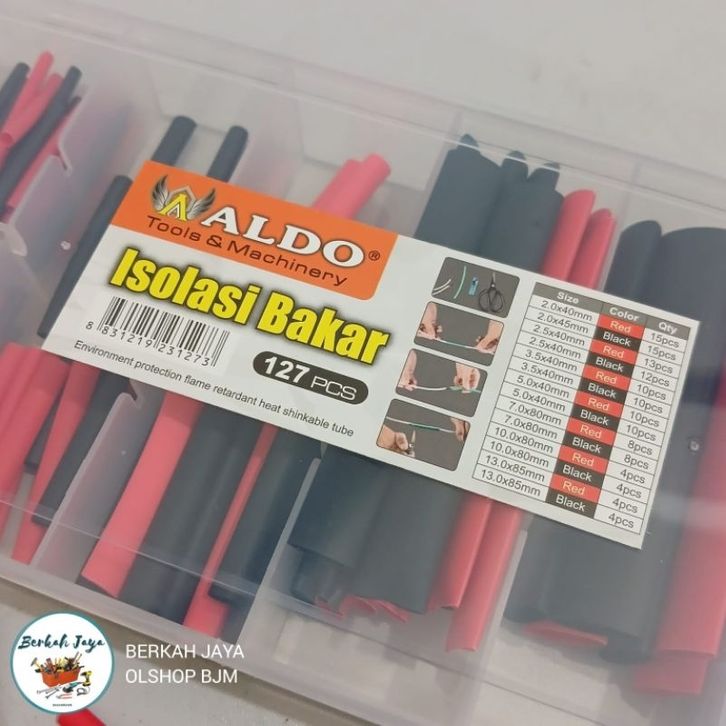 ALDO®
Tools & Machinery
Isolasi Bakar
8 831219 231273
127 PCS
Environment protection flame retardant heat shinkable tube
Size Color Qty
2.0x40mm Red 15pcs
2.0x45mm Black 15pcs
2.5x40mm Red 13pcs
2.5x40mm Black 12pcs
3.5x40mm Red 10pcs
3.5x40mm Black 10pcs
5.0x40mm Red 10pcs
5.0x40mm Black 10pcs
7.0x80mm Red 8pcs
7.0x80mm Black 8pcs
10.0x80mm Red 4pcs
10.0x80mm Black 4pcs
13.0x85mm Red 4pcs
13.0x85mm Black 4pcs
Berkah Jaya
BERKAH JAYA
OLSHOP BJM